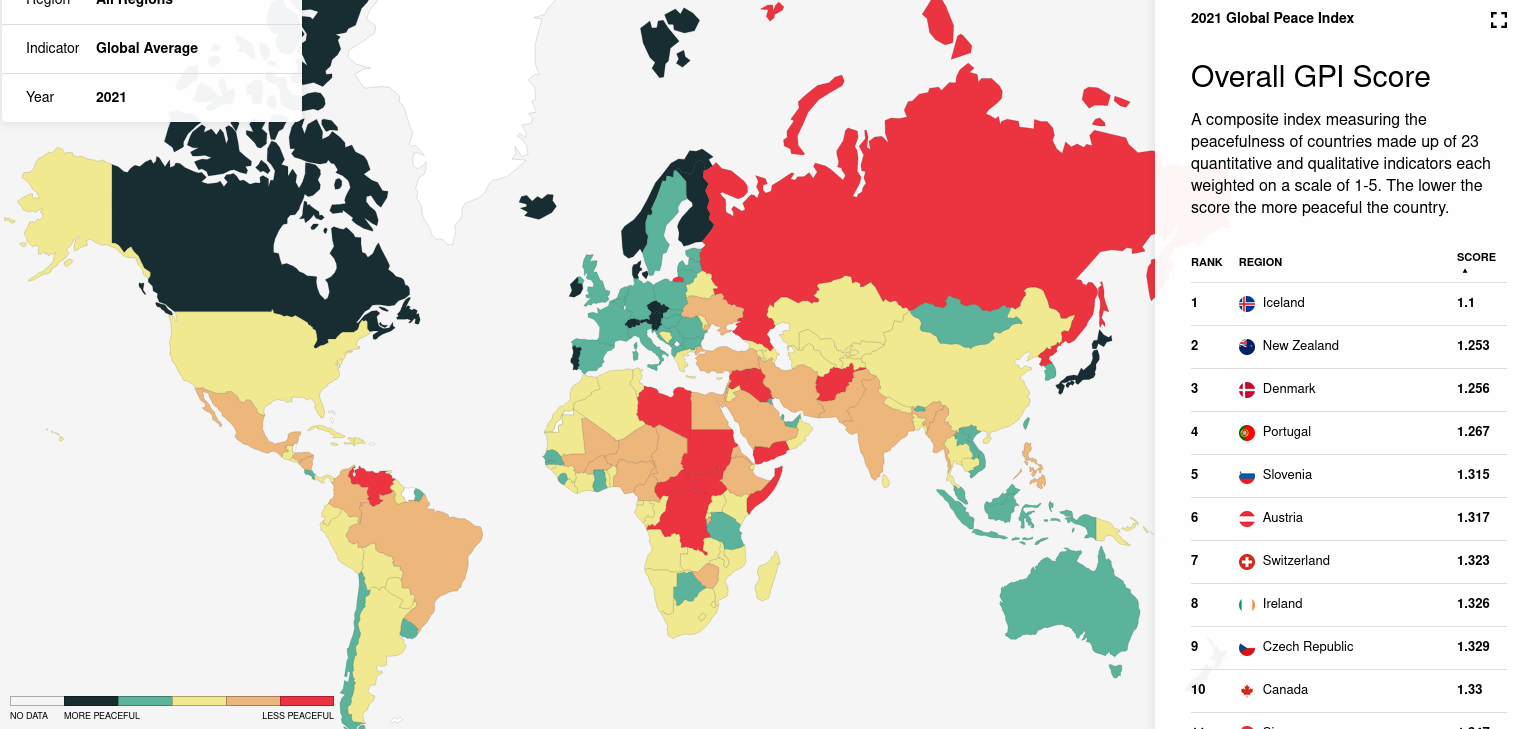 Region All Regions
Indicator Global Average
Year 2021
NO DATA MORE PEACEFUL LESS PEACEFUL
2021 Global Peace Index
Overall GPI Score
A composite index measuring the
peacefulness of countries made up of 23
quantitative and qualitative indicators each
weighted on a scale of 1-5. The lower the
score the more peaceful the country.
RANK REGION SCORE
1 Iceland 1.1
2 New Zealand 1.253
3 Denmark 1.256
4 Portugal 1.267
5 Slovenia 1.315
6 Austria 1.317
7 Switzerland 1.323
8 Ireland 1.326
9 Czech Republic 1.329
10 Canada 1.33